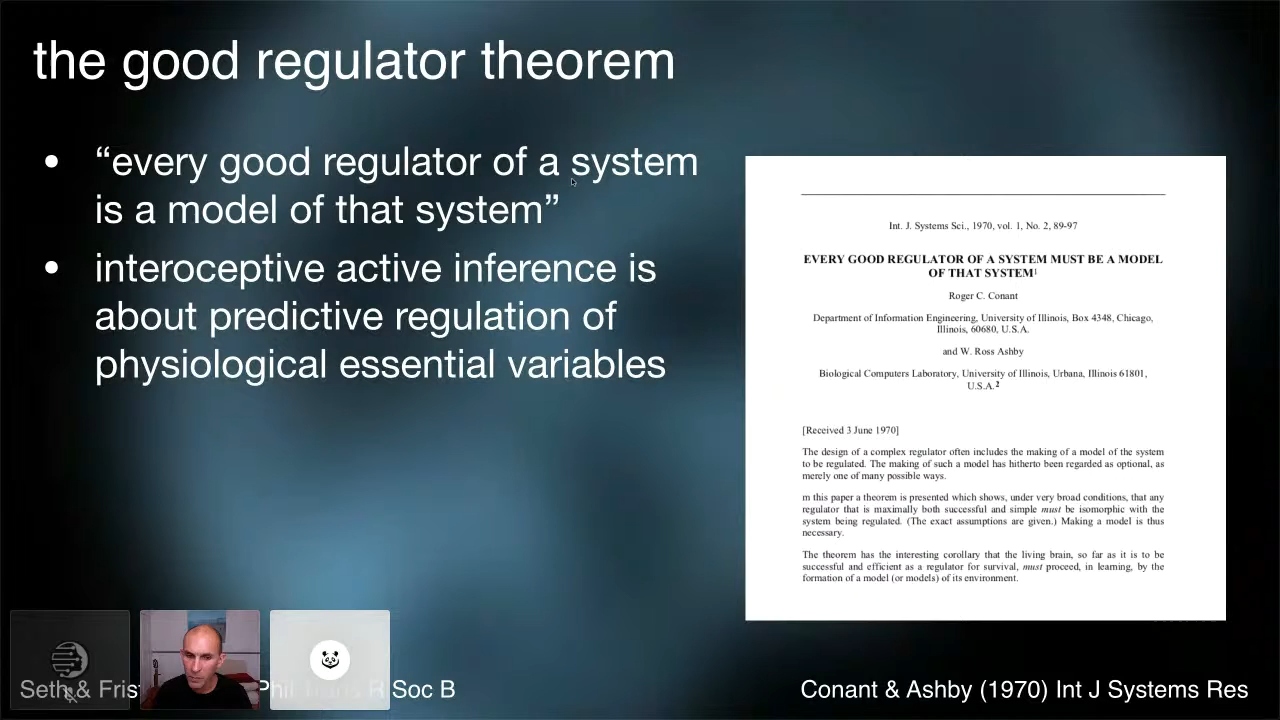 the good regulator theorem
• “every good regulator of a system
is a model of that system”
• interoceptive active inference is
about predictive regulation of
physiological essential variables
Int. J. Systems Sci., 1970, vol. 1, No. 2, 89-97
EVERY GOOD REGULATOR OF A SYSTEM MUST BE A MODEL
OF THAT SYSTEM¹
Roger C. Conant
Department of Information Engineering, University of Illinois, Box 4348, Chicago,
Illinois, 60680, U.S.A.
and W. Ross Ashby
Biological Computers Laboratory, University of Illinois, Urbana, Illinois 61801,
U.S.A.²
[Received 3 June 1970]
The design of a complex regulator often includes the making of a model of the system
to be regulated. The making of such a model has hitherto been regarded as optional, as
merely one of many possible ways.
m this paper a theorem is presented which shows, under very broad conditions, that any
regulator that is maximally both successful and simple must be isomorphic with the
system being regulated. (The exact assumptions are given.) Making a model is thus
necessary.
The theorem has the interesting corollary that the living brain, so far as it is to be
successful and efficient as a regulator for survival, must proceed, in learning, by the
formation of a model (or models) of its environment.
Seth & R Soc B
Conant & Ashby (1970) Int J Systems Res